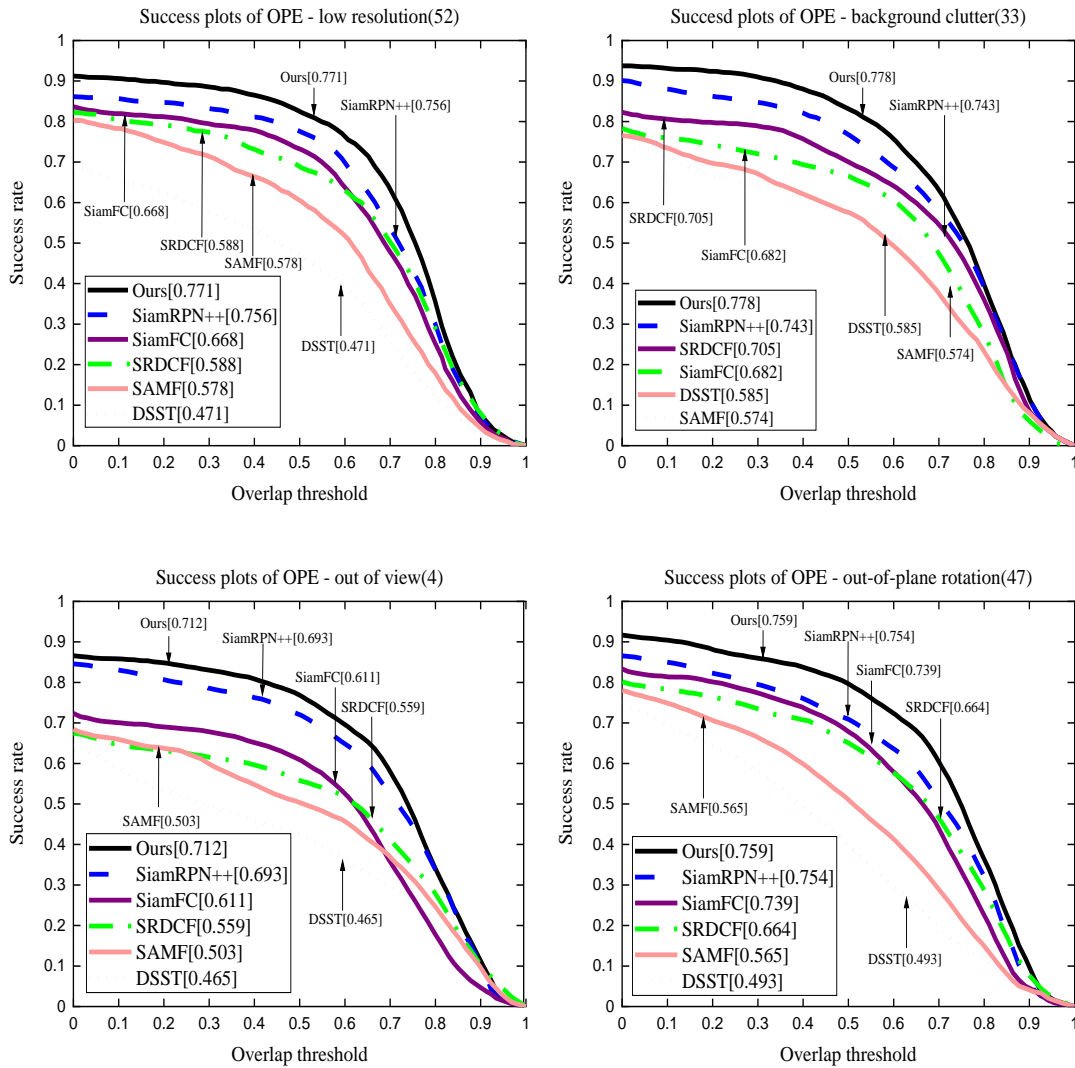 Success plots of OPE - low resolution(52)
1
0.9
0.8
0.7
0.6
0.5
0.4
0.3
0.2
0.1
0
Success rate
Ours[0.771]
SiamRPN++[0.756]
SiamFC[0.668]
SRDCF[0.588]
SAMF[0.578]
DSST[0.471]
Ours[0.771]
SiamRPN++[0.756]
SiamFC[0.668]
SRDCF[0.588]
SAMF[0.578]
DSST[0.471]
0 0.1 0.2 0.3 0.4 0.5 0.6 0.7 0.8 0.9 1
Overlap threshold
Succesd plots of OPE - background clutter(33)
1
0.9
0.8
0.7
0.6
0.5
0.4
0.3
0.2
0.1
0
Success rate
Ours[0.778]
SiamRPN++[0.743]
SRDCF[0.705]
SiamFC[0.682]
DSST[0.585]
SAMF[0.574]
Ours[0.778]
SiamRPN++[0.743]
SRDCF[0.705]
SiamFC[0.682]
DSST[0.585]
SAMF[0.574]
0 0.1 0.2 0.3 0.4 0.5 0.6 0.7 0.8 0.9 1
Overlap threshold
Success plots of OPE - out of view(4)
1
0.9
0.8
0.7
0.6
0.5
0.4
0.3
0.2
0.1
0
Success rate
Ours[0.712]
SiamRPN++[0.693]
SiamFC[0.611]
SRDCF[0.559]
SAMF[0.503]
DSST[0.465]
Ours[0.712]
SiamRPN++[0.693]
SiamFC[0.611]
SRDCF[0.559]
SAMF[0.503]
DSST[0.465]
0 0.1 0.2 0.3 0.4 0.5 0.6 0.7 0.8 0.9 1
Overlap threshold
Success plots of OPE - out-of-plane rotation(47)
1
0.9
0.8
0.7
0.6
0.5
0.4
0.3
0.2
0.1
0
Success rate
Ours[0.759]
SiamRPN++[0.754]
SiamFC[0.739]
SRDCF[0.664]
SAMF[0.565]
DSST[0.493]
Ours[0.759]
SiamRPN++[0.754]
SiamFC[0.739]
SRDCF[0.664]
SAMF[0.565]
DSST[0.493]
0 0.1 0.2 0.3 0.4 0.5 0.6 0.7 0.8 0.9 1
Overlap threshold